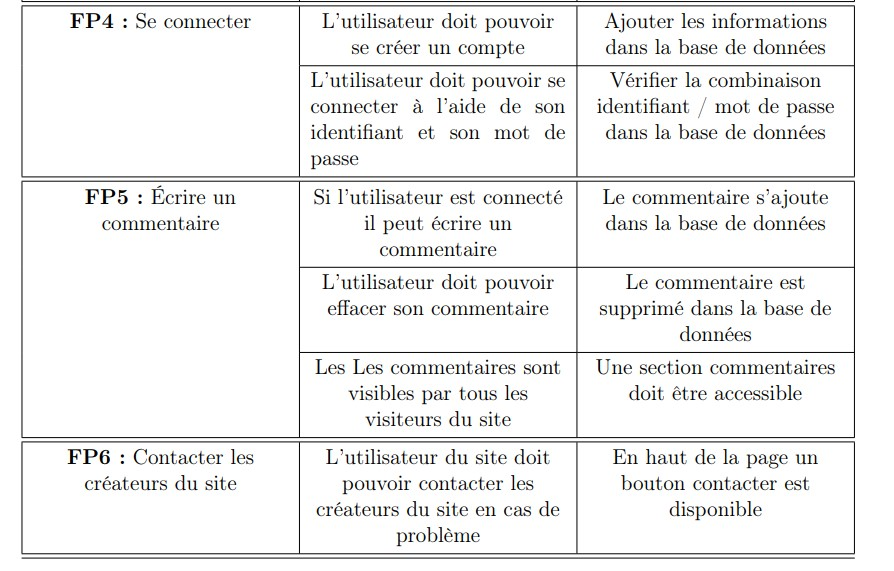 FP4 : Se connecter
L'utilisateur doit pouvoir
se créer un compte
Ajouter les informations
dans la base de données
L'utilisateur doit pouvoir se
connecter à l'aide de son
identifiant et son mot de
passe
Vérifier la combinaison
identifiant / mot de passe
dans la base de données
FP5 : Écrire un
commentaire
Si l'utilisateur est connecté
il peut écrire un
commentaire
Le commentaire s'ajoute
dans la base de données
L'utilisateur doit pouvoir
effacer son commentaire
Le commentaire est
supprimé dans la base de
données
Les Les commentaires sont
visibles par tous les
visiteurs du site
Une section commentaires
doit être accessible
FP6 : Contacter les
créateurs du site
L'utilisateur du site doit
pouvoir contacter les
créateurs du site en cas de
problème
En haut de la page un
bouton contacter est
disponible